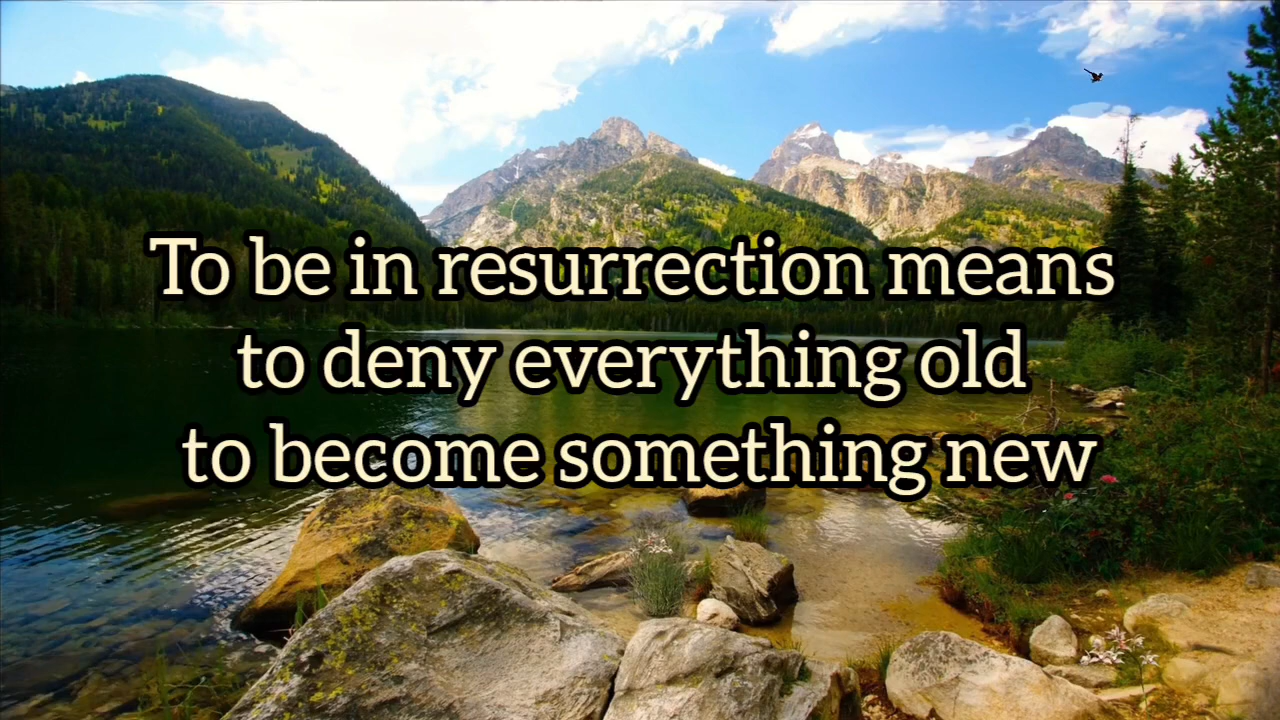 To be in resurrection means
to deny everything old
to become something new